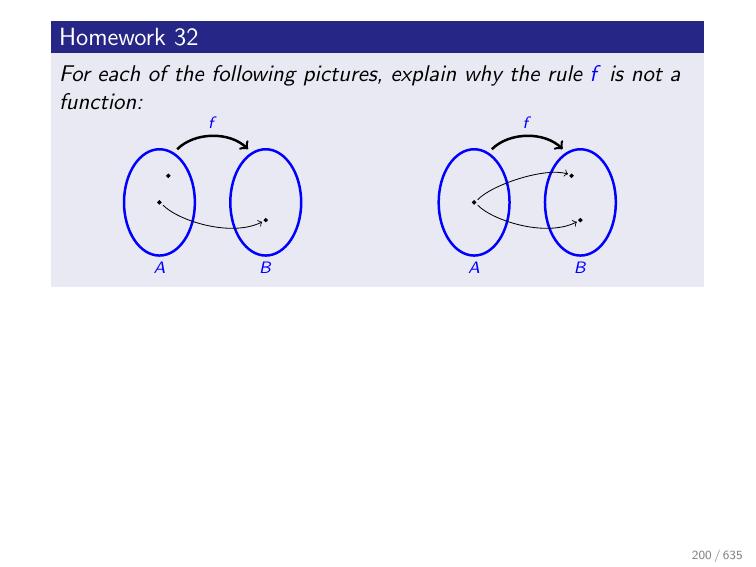 Homework 32
For each of the following pictures, explain why the rule f is not a
function:
f
f
A
B
A
B
200 / 635